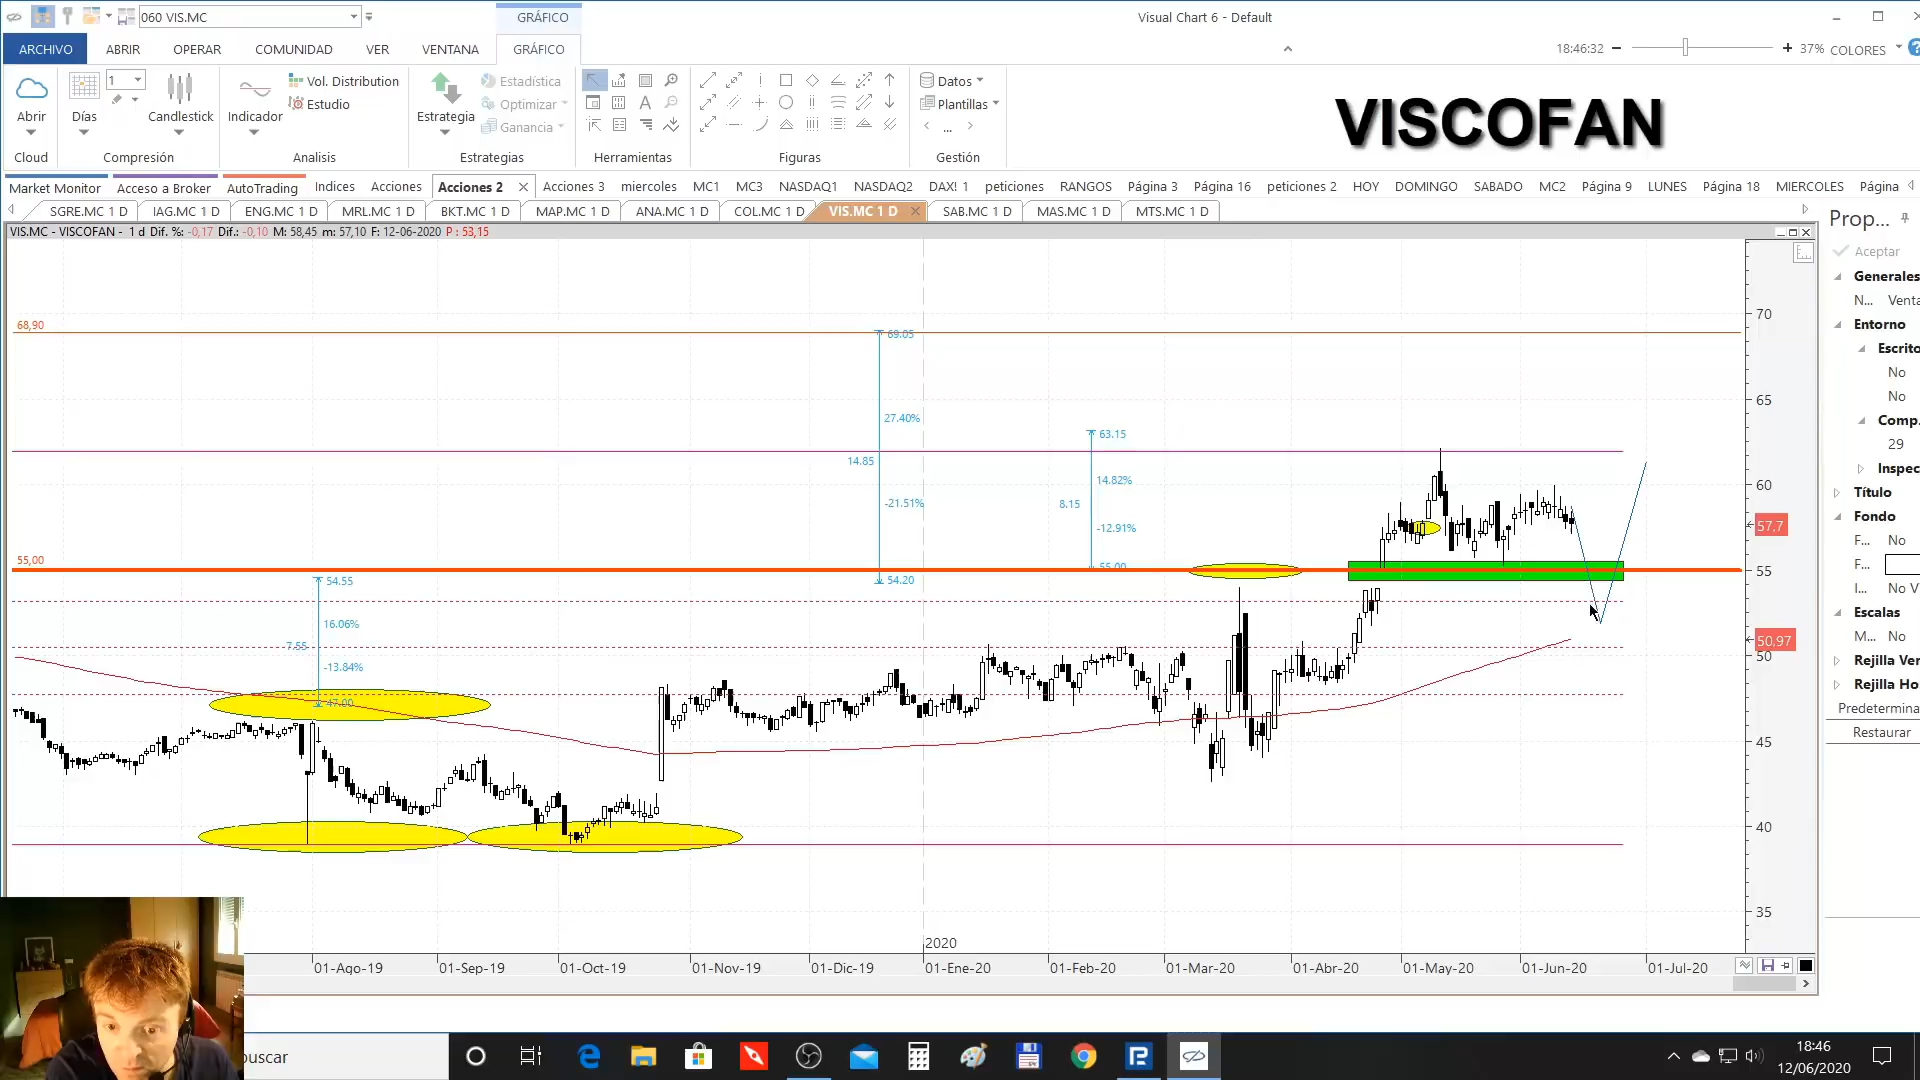 060 VIS.MC
GRÁFICO
Visual Chart 6 - Default
ARCHIVO ABRIR OPERAR COMUNIDAD VER VENTANA GRÁFICO
18:46:32 37% COLORES
Abrir Días 1 Candlestick Indicador
Vol. Distribution
Estudio
Estrategia
Estadística
Optimizar
Ganancia
Datos
Plantillas
...
Cloud Compresión Analisis Estrategias Herramientas Figuras Gestión
VISCOFAN
Market Monitor Acceso a Broker AutoTrading Indices Acciones Acciones 2 Acciones 3 miercoles MC1 MC3 NASDAQ1 NASDAQ2 DAX! 1 peticiones RANGOS Página 3 Página 16 peticiones 2 HOY DOMINGO SABADO MC2 Página 9 LUNES Página 18 MIERCOLES Página
SGRE.MC 1 D IAG.MC 1 D ENG.MC 1 D MRL.MC 1 D BKT.MC 1 D MAP.MC 1 D ANA.MC 1 D COL.MC 1 D VIS.MC 1 D SAB.MC 1 D MAS.MC 1 D MTS.MC 1 D
VIS.MC - VISCOFAN - 1 d Dif. %: -0,17 Dif.: -0,10 M: 58,45 m: 57,10 F: 12-06-2020 P : 53,15
68,90
69.05
27.40%
14.85
-21.51%
54.20
63.15
14.82%
8.15
-12.91%
55.00
55,00
54.55
16.06%
7.55
-13.84%
47.00
70
65
60
57,7
55
50,97
50
45
40
35
2020
01-Ago-19 01-Sep-19 01-Oct-19 01-Nov-19 01-Dic-19 01-Ene-20 01-Feb-20 01-Mar-20 01-Abr-20 01-May-20 01-Jun-20 01-Jul-20
Prop...
Aceptar
Generales
N... Venta
Entorno
Escrito
No
No
Comp
29
Inspec
Título
Fondo
F... No
F...
I... No V
Escalas
M... No
Rejilla Ver
Rejilla Ho
Predetermina
Restaurar
buscar
18:46
12/06/2020